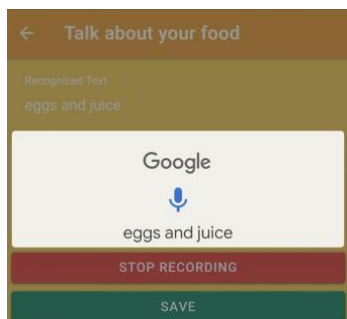 Talk about your food
Recognized Text
eggs and juice
Google
eggs and juice
STOP RECORDING
SAVE